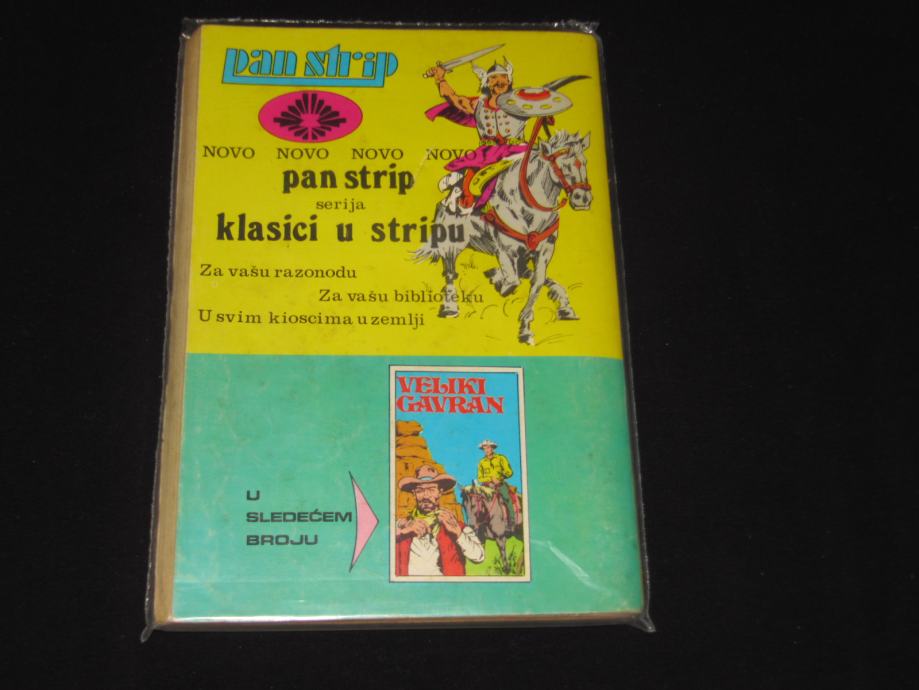 pan strip
NOVO NOVO NOVO NOVO
pan strip
serija
klasici u stripu
Za vašu razonodu
Za vašu biblioteku
U svim kioscima u zemlji
VELIKI
GAVRAN
U
SLEDEĆEM
BROJU